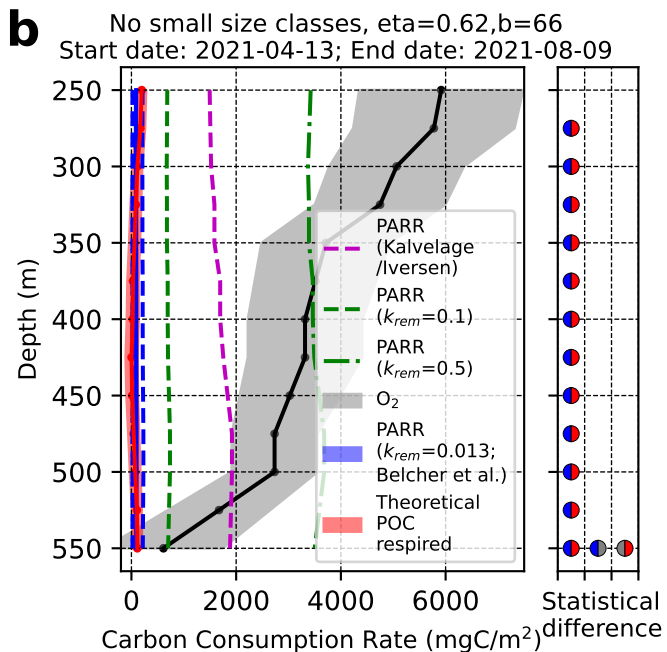 b
No small size classes, eta=0.62,b=66
Start date: 2021-04-13; End date: 2021-08-09
250
300
350
400
450
500
550
Depth (m)
PARR
(Kalvelage
/Iversen)
PARR
(k_rem=0.1)
PARR
(k_rem=0.5)
O₂
PARR
(k_rem=0.013;
Belcher et al.)
Theoretical
POC
respired
0 2000 4000 6000
Carbon Consumption Rate (mgC/m²)
Statistical
difference